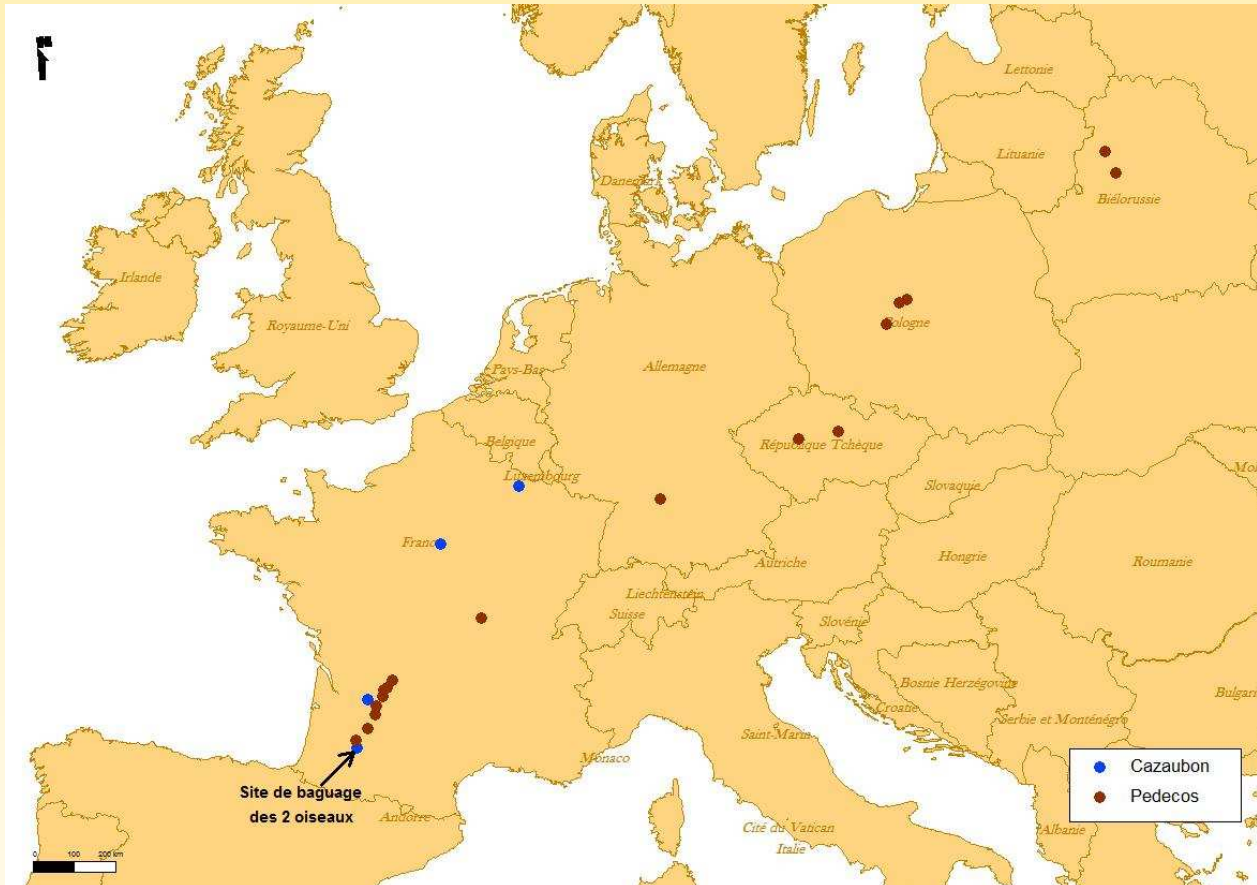 Lettonie
Lituanie
Danemark
Biélorussie
Irlande
Royaume-Uni
Pologne
Pays-Bas
Allemagne
Belgique
République Tchèque
Luxembourg
Slovaquie
France
Autriche
Hongrie
Roumanie
Liechtenstein
Suisse
Slovénie
Bosnie Herzégovine
Croatie
Serbie et Monténégro
Bulgari
Saint-Marin
Mònaco
Cazaubon
Pedecos
Site de baguage
des 2 oiseaux
Andorre
Cité du Vatican
Italie
Albanie
0 100 200 km